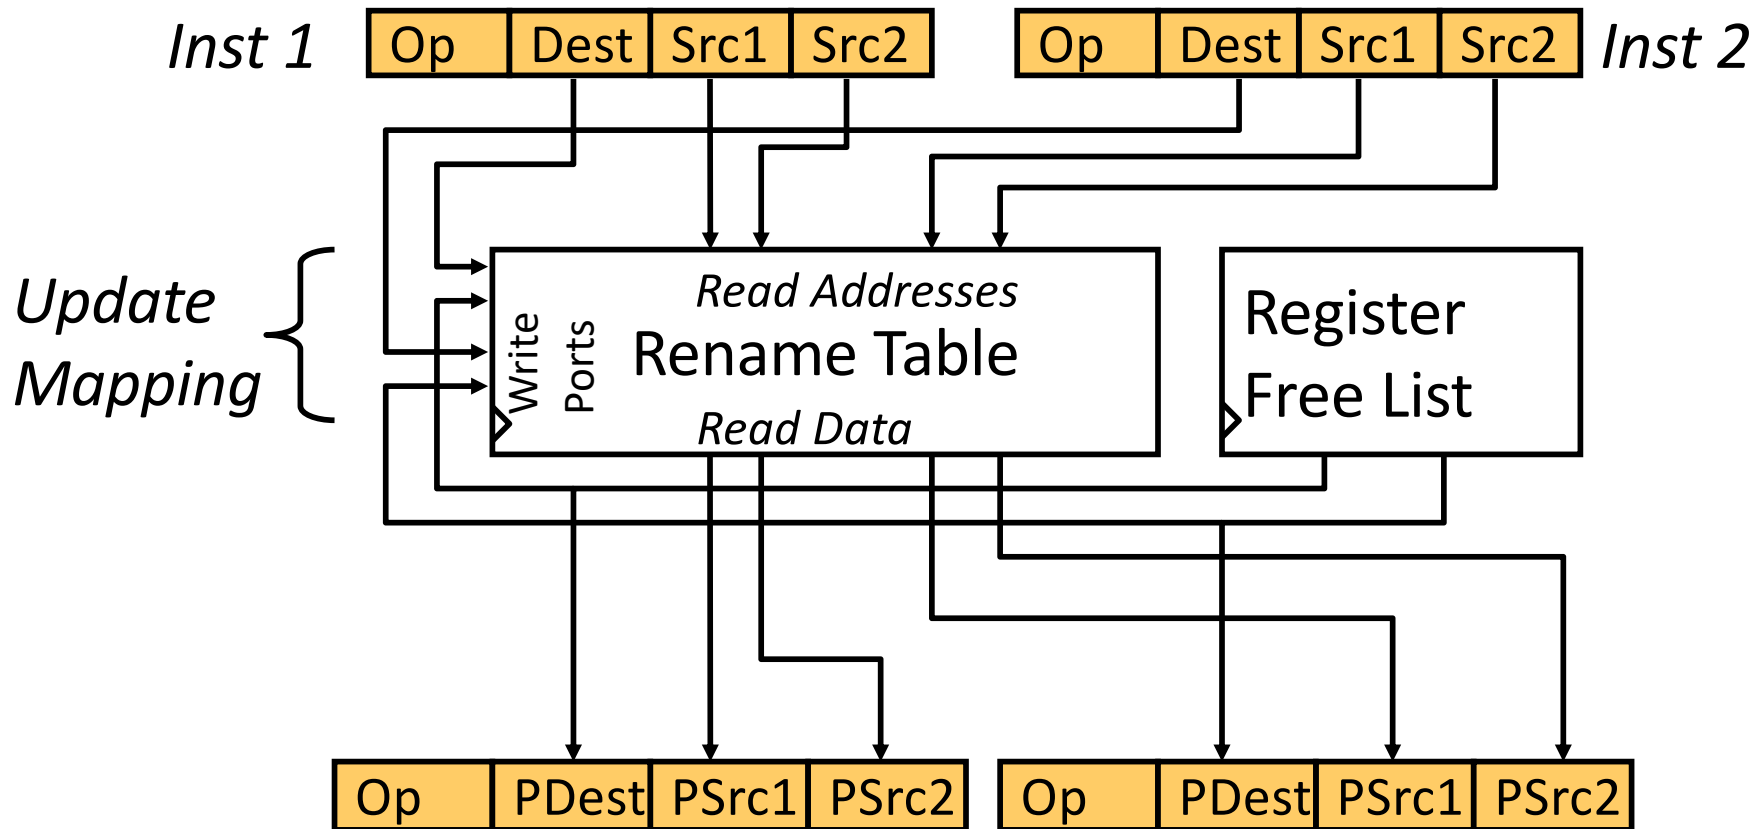 Inst 1
Op Dest Src1 Src2
Op Dest Src1 Src2
Inst 2
Update
Mapping
Write
Ports
Read Addresses
Rename Table
Read Data
Register
Free List
Op PDest PSrc1 PSrc2
Op PDest PSrc1 PSrc2